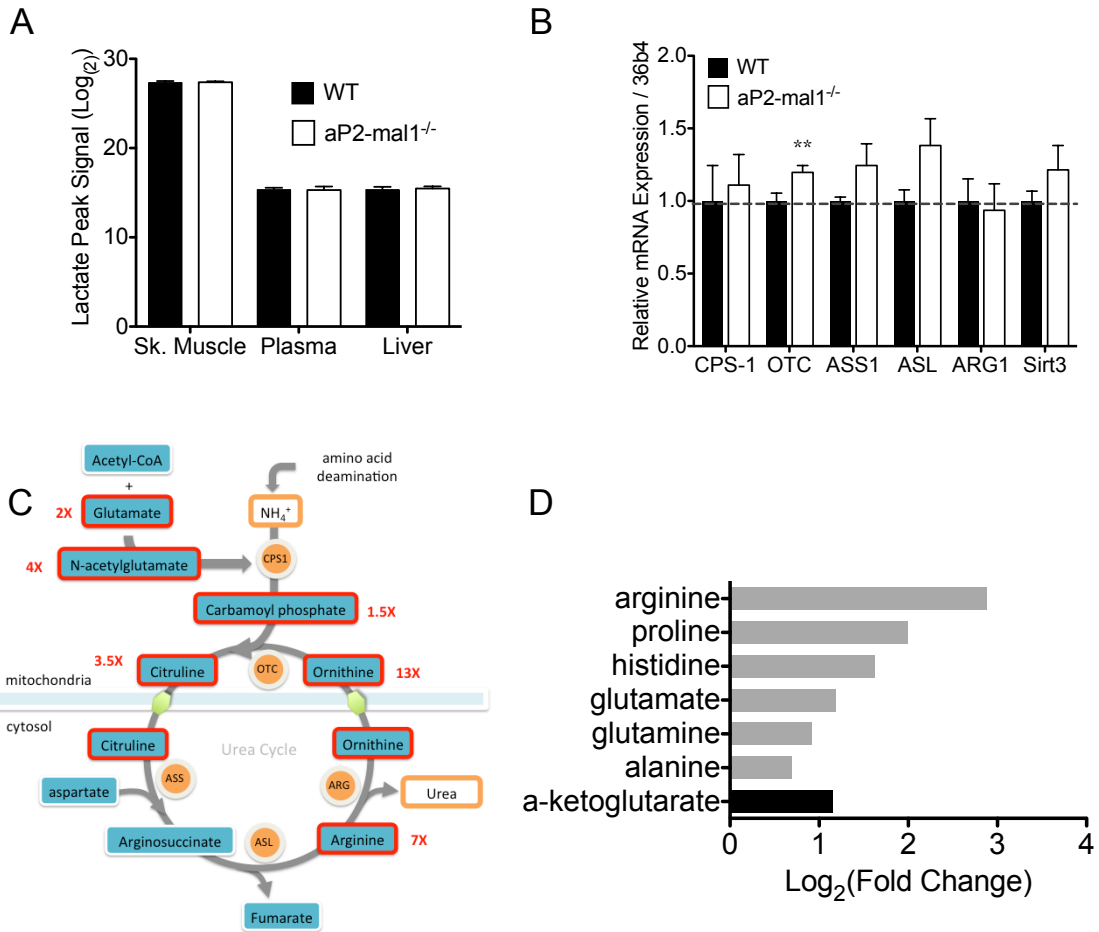 A
Lactate Peak Signal (Log(2))
30
20
10
0
WT
aP2-mal1-/-
Sk. Muscle Plasma Liver
B
Relative mRNA Expression / 36b4
2.0
1.5
1.0
0.5
0.0
WT
aP2-mal1-/-
**
CPS-1 OTC ASS1 ASL ARG1 Sirt3
C
Acetyl-CoA
+
2X Glutamate
4X N-acetylglutamate
amino acid
deamination
NH4+
CPS1
Carbamoyl phosphate 1.5X
3.5X
Citruline OTC Ornithine 13X
mitochondria
cytosol
Citruline Urea Cycle Ornithine
ASS ARG
aspartate Urea
Arginosuccinate ASL Arginine 7X
Fumarate
D
arginine
proline
histidine
glutamate
glutamine
alanine
a-ketoglutarate
0 1 2 3 4
Log2(Fold Change)